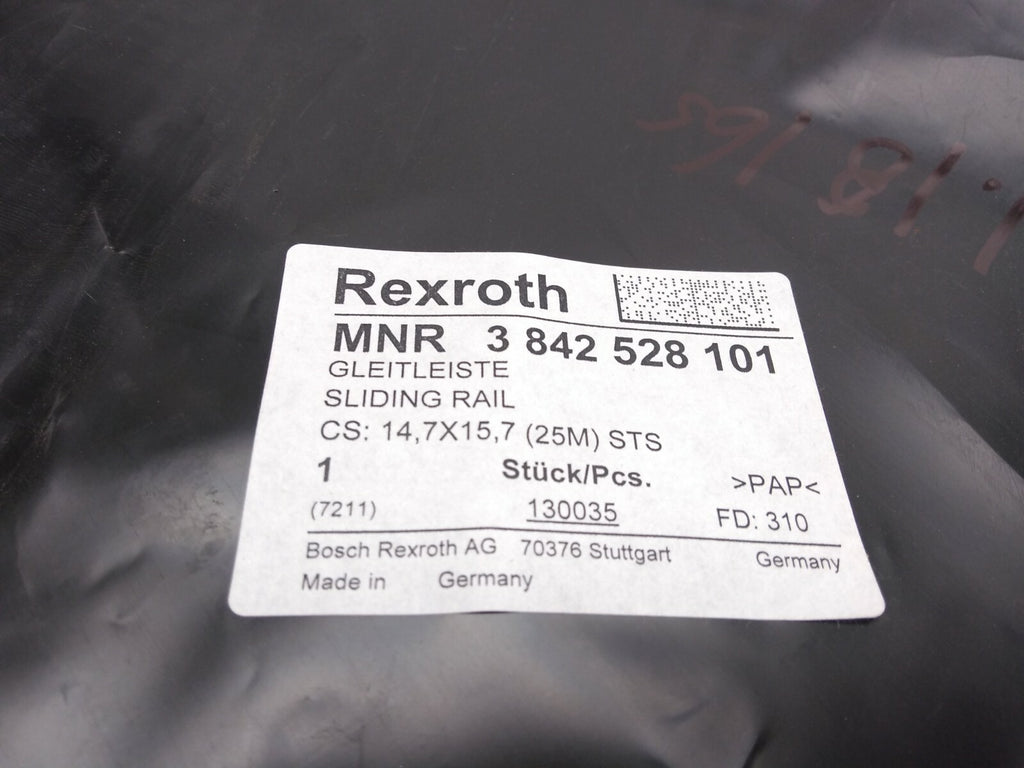 Rexroth
MNR 3 842 528 101
GLEITLEISTE
SLIDING RAIL
CS: 14,7X15,7 (25M) STS
1 Stück/Pcs. >PAP<
(7211) 130035 FD: 310
Bosch Rexroth AG 70376 Stuttgart Germany
Made in Germany